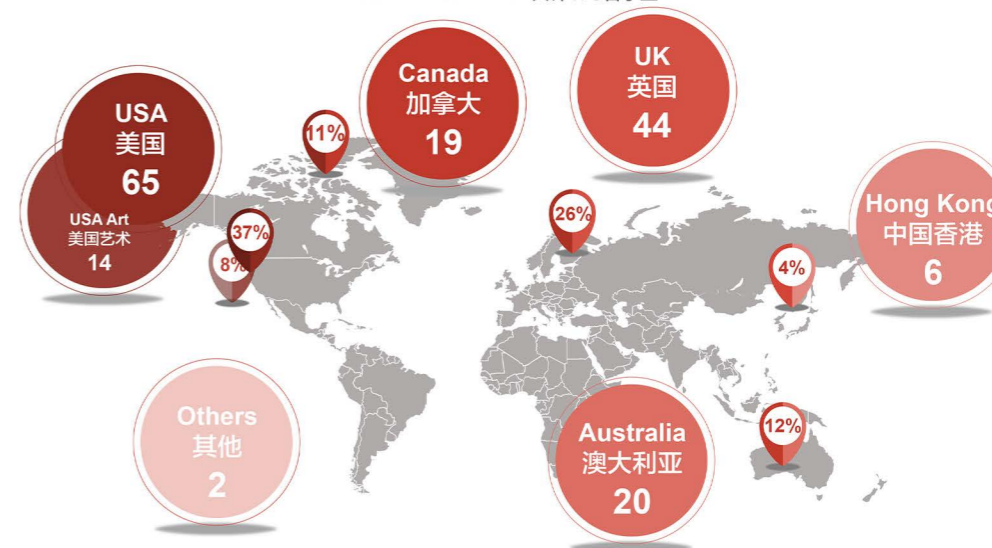 USA
美国
65
USA Art
美国艺术
14
Canada
加拿大
19
UK
英国
44
Hong Kong
中国香港
6
11%
37%
8%
26%
4%
12%
Others
其他
2
Australia
澳大利亚
20